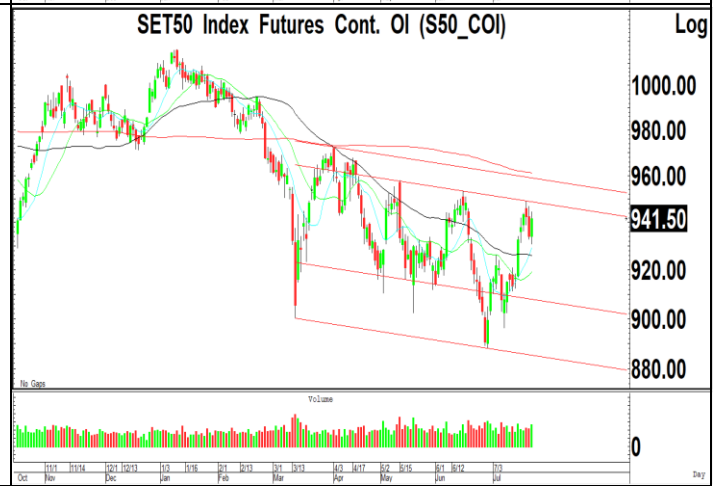 SET50 Index Futures Cont. OI (S50_COI)
Log
1000.00
980.00
960.00
941.50
920.00
900.00
880.00
No Gaps
Volume
0
11/1 11/14 12/1 12/13 1/3 1/16 2/1 2/13 3/1 3/13 4/3 4/17 5/2 5/15 6/1 6/12 7/3
Oct Nov Dec Jan Feb Mar Apr May Jun Jul
Day